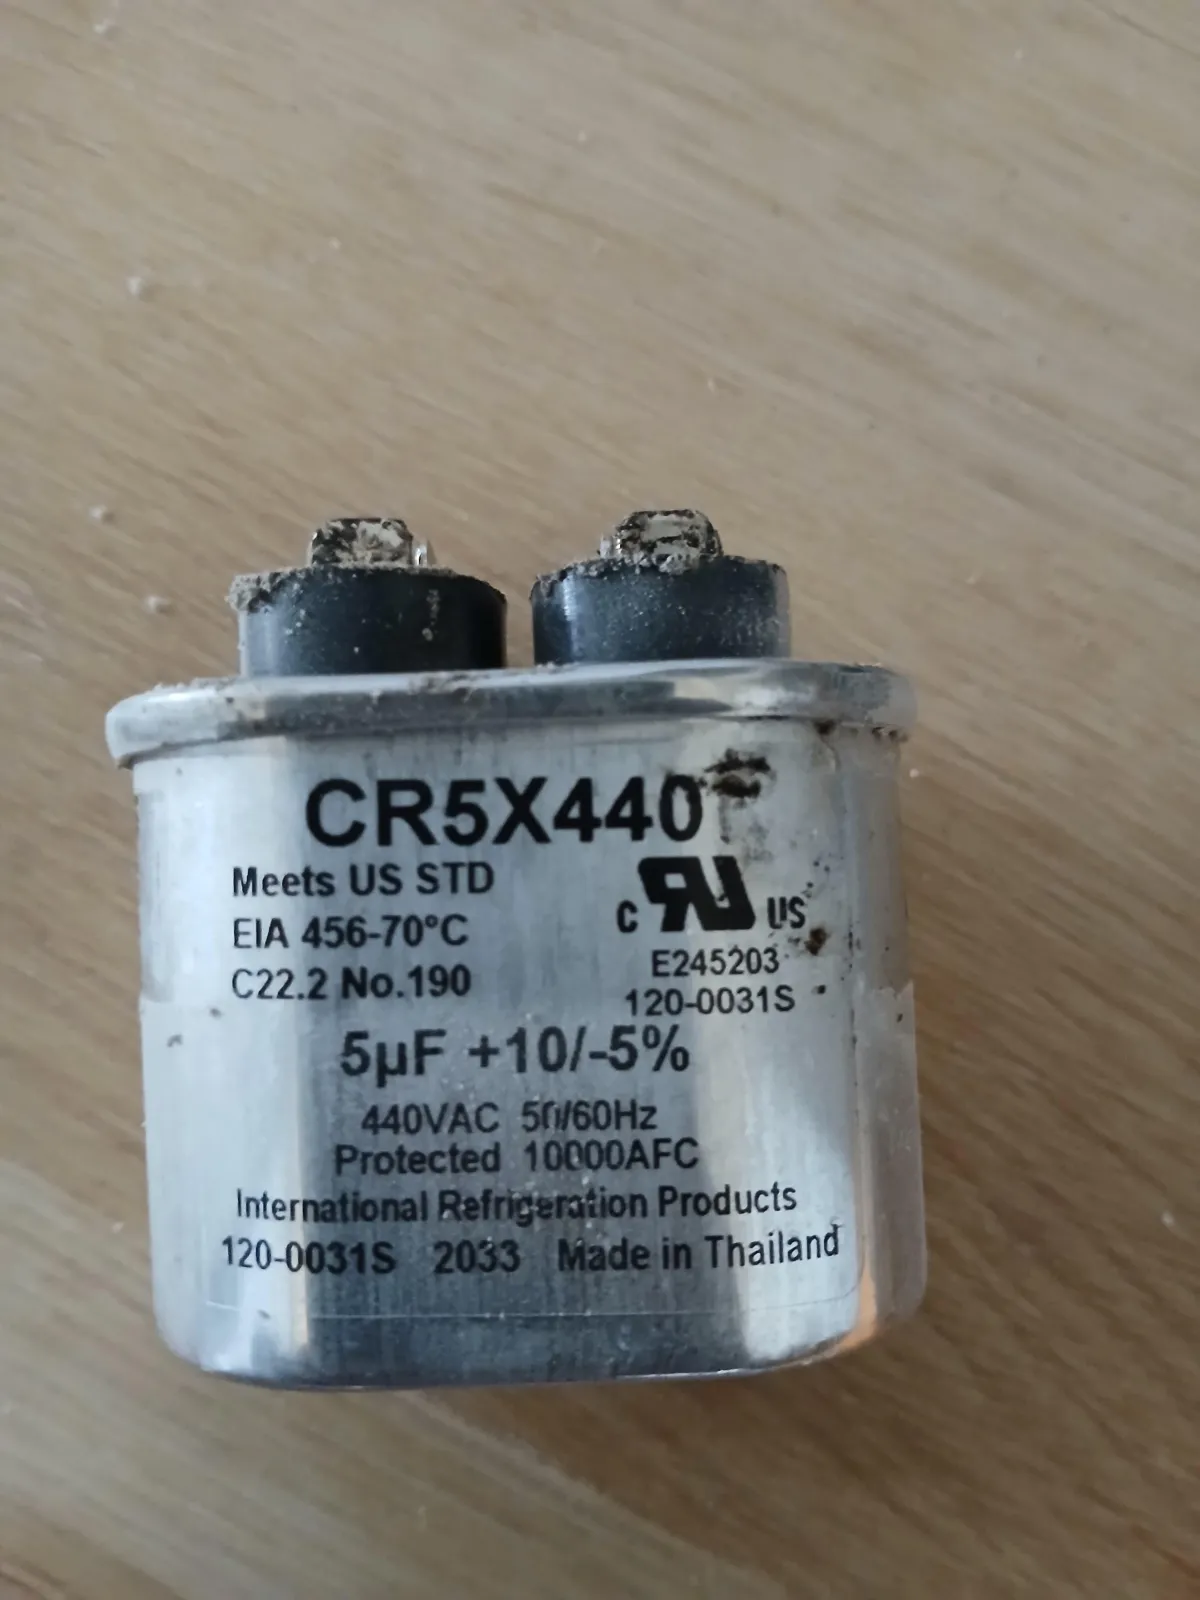 CR5X440
Meets US STD
EIA 456-70°C
C22.2 No.190
c RU US
E245203
120-0031S
5µF +10/-5%
440VAC 50/60Hz
Protected 10000AFC
International Refrigeration Products
120-0031S 2033 Made in Thailand